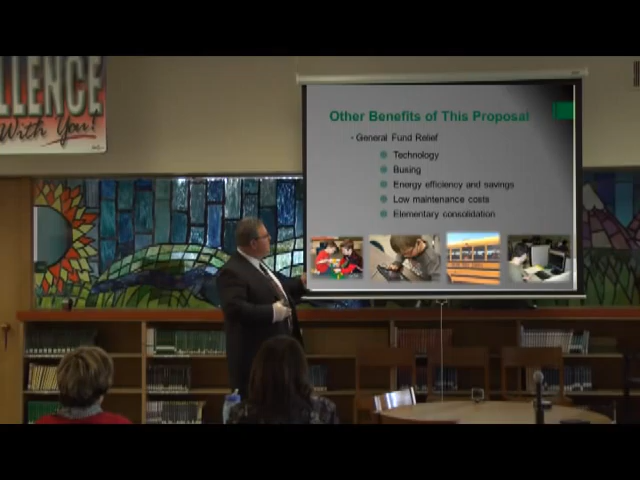 LLENCE
With You!
Other Benefits of This Proposal
- General Fund Relief
Technology
Busing
Energy efficiency and savings
Low maintenance costs
Elementary consolidation